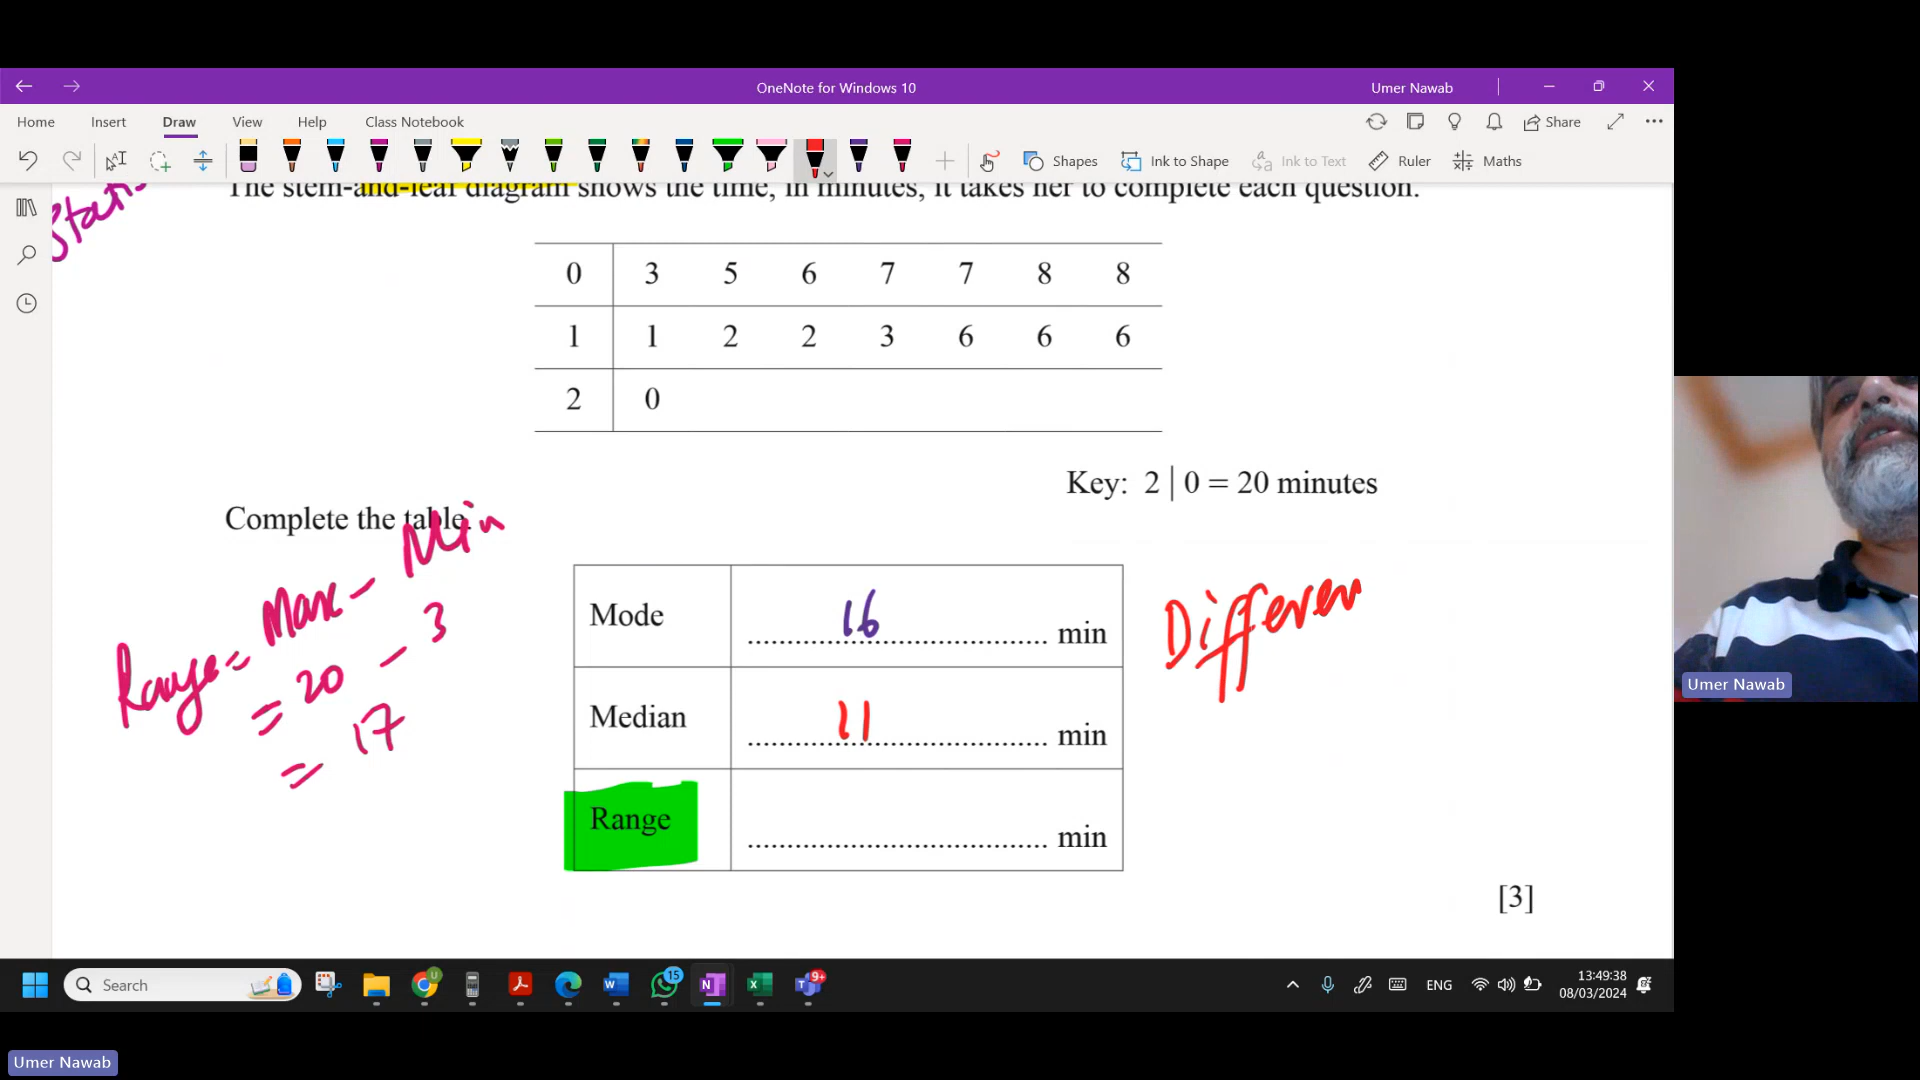 OneNote for Windows 10
Umer Nawab
Home Insert Draw View Help Class Notebook
Share
Shapes Ink to Shape Ink to Text Ruler Maths
The stem-and-leaf diagram shows the time, in minutes, it takes her to complete each question.
0 3 5 6 7 7 8 8
1 1 2 2 3 6 6 6
2 0
Key: 2 | 0 = 20 minutes
Complete the table.
Range = Max - Min
= 20 - 3
= 17
Mode 16 min
Differen
Median 11 min
Range min
[3]
Umer Nawab
Search
U
W
15
N
X
T
9+
ENG
13:49:38
08/03/2024
Umer Nawab